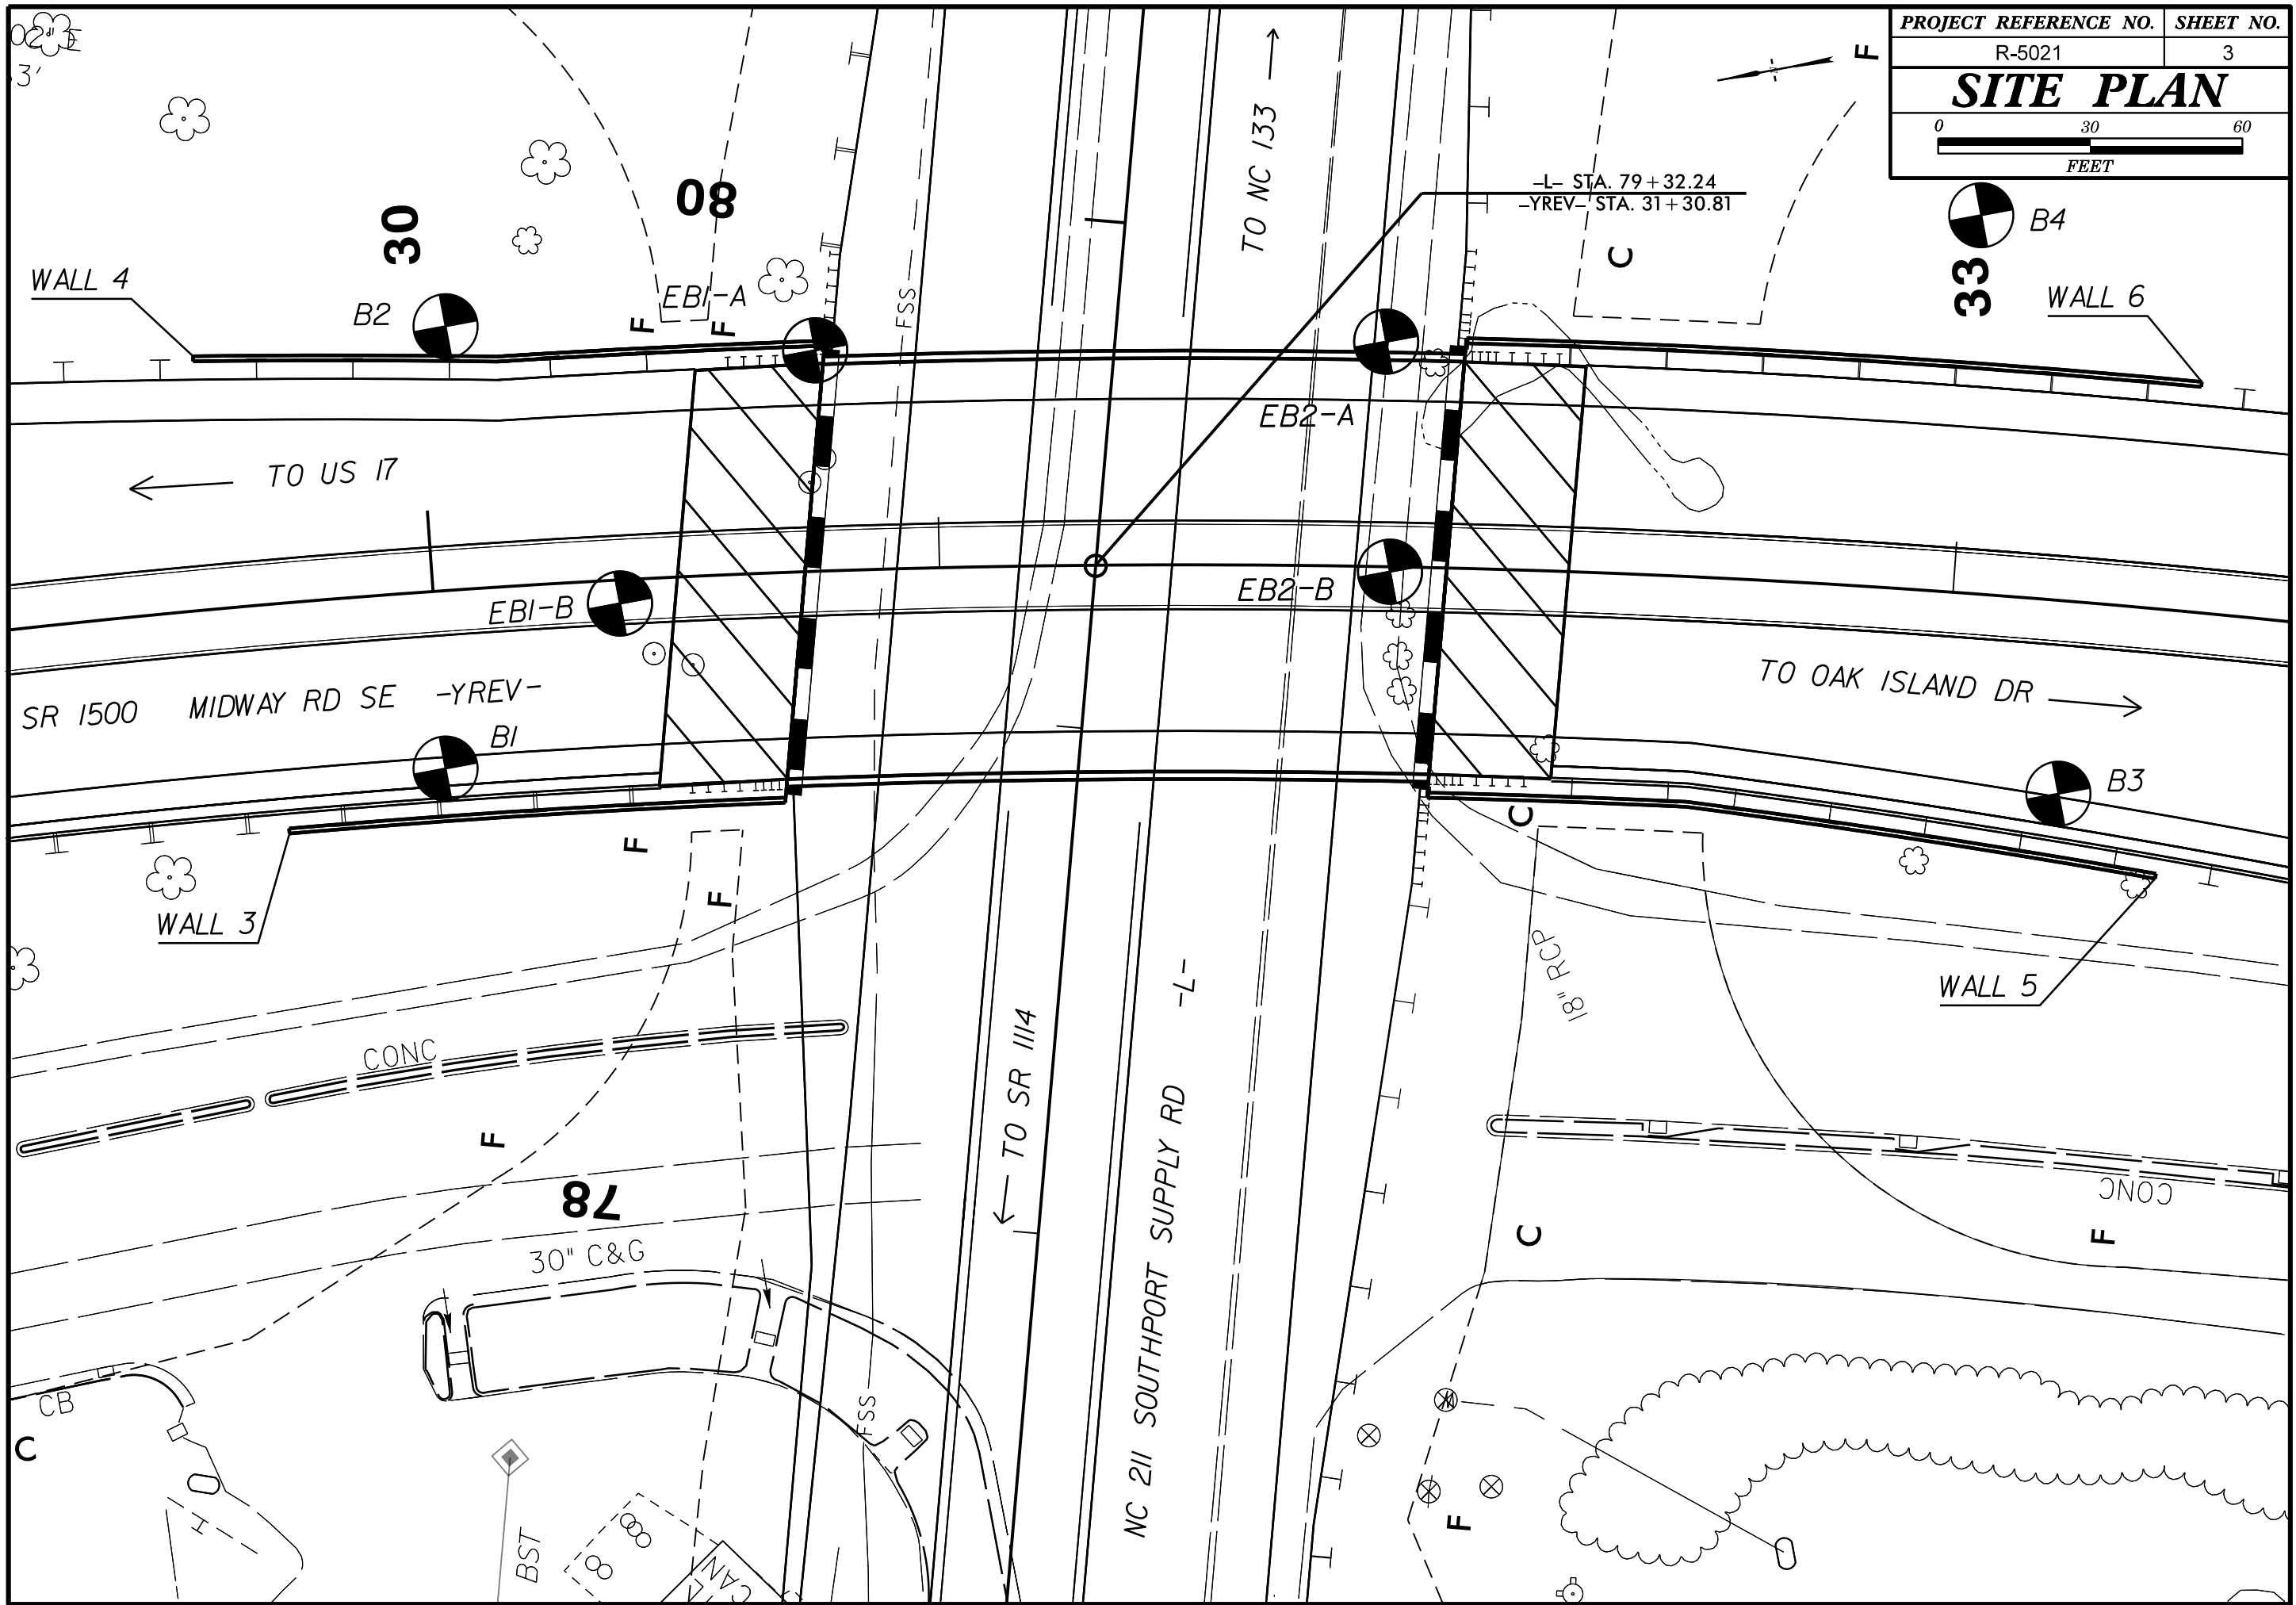 PROJECT REFERENCE NO. SHEET NO.
R-5021 3
SITE PLAN
0 30 60
FEET
3'
F
80
30
TO NC 133
-L- STA. 79+32.24
-YREV- STA. 31+30.81
C
B4
33
WALL 4
B2
EB1-A
F
F
FSS
WALL 6
EB2-A
TO US 17
EB1-B
EB2-B
SR 1500 MIDWAY RD SE -YREV-
B1
TO OAK ISLAND DR
B3
C
F
F
WALL 3
18" RCP
-L-
WALL 5
CONC
TO SR 1114
NC 211 SOUTHPORT SUPPLY RD
F
CONC
78
C
F
30" C&G
CB
C
FSS
BST
F